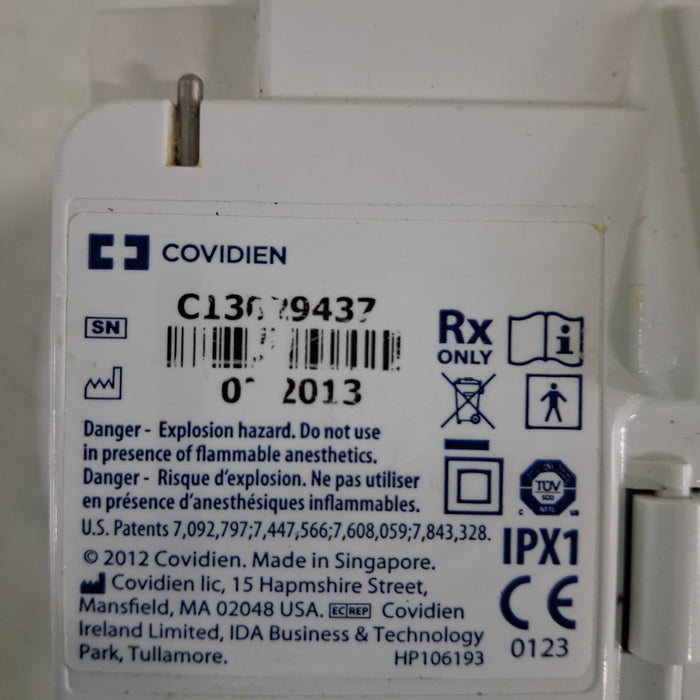 COVIDIEN
SN
2013
Rx
ONLY
Danger - Explosion hazard. Do not use
in presence of flammable anesthetics.
Danger - Risque d'explosion. Ne pas utiliser
en présence d'anesthésiques inflammables.
U.S. Patents 7,092,797;7,447,566;7,608,059;7,843,328.
© 2012 Covidien. Made in Singapore.
Covidien lic, 15 Hapmshire Street,
Mansfield, MA 02048 USA. EC REP Covidien
Ireland Limited, IDA Business & Technology
Park, Tullamore.
HP106193
i
TÜV
SÜD
IPX1
CE
0123